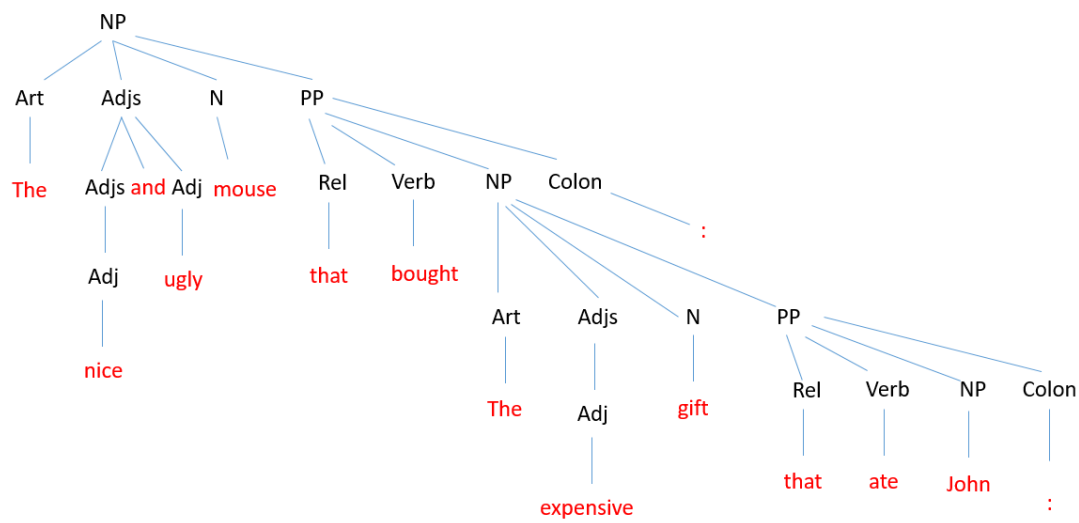 NP
Art Adjs N PP
The Adjs and Adj mouse Rel Verb NP Colon
:
Adj ugly that bought
Art Adjs N PP
nice
Rel Verb NP Colon
The Adj gift
that ate John
expensive :